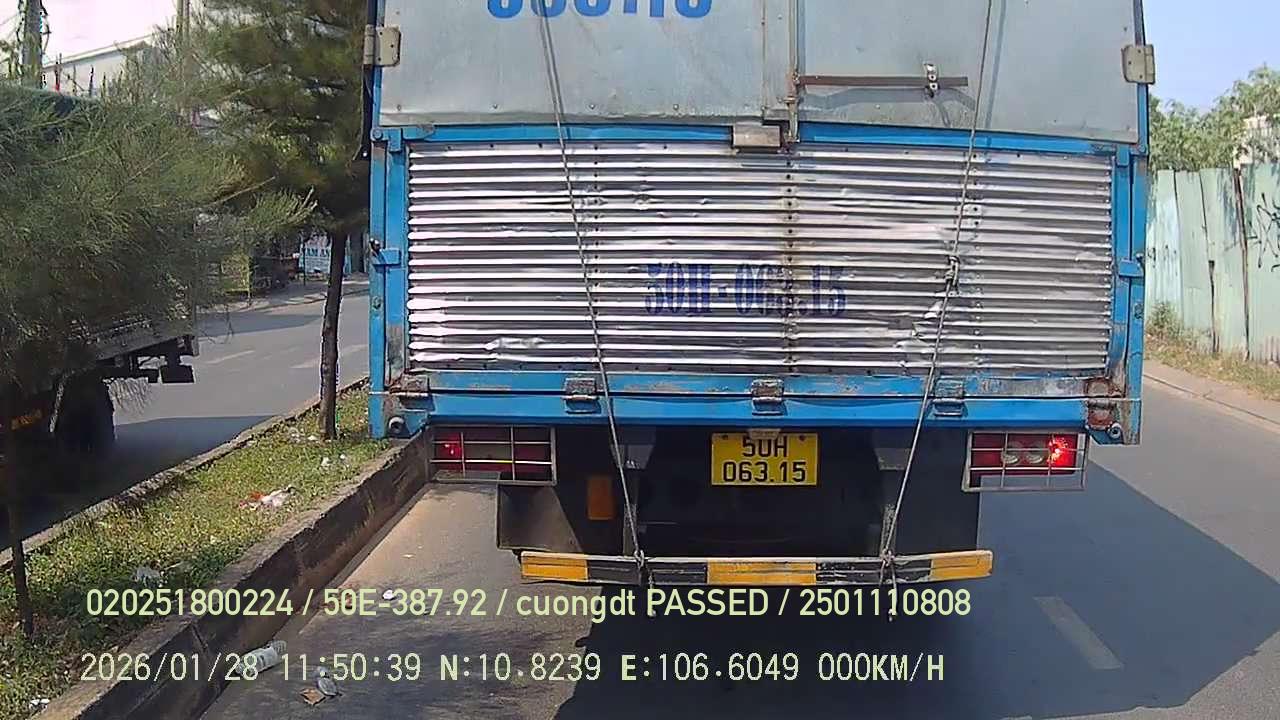 50H-063.15
50H
063.15
020251800224 / 50E-387.92 / cuongdt PASSED / 2501110808
2026/01/28 11:50:39 N:10.8239 E:106.6049 000KM/H